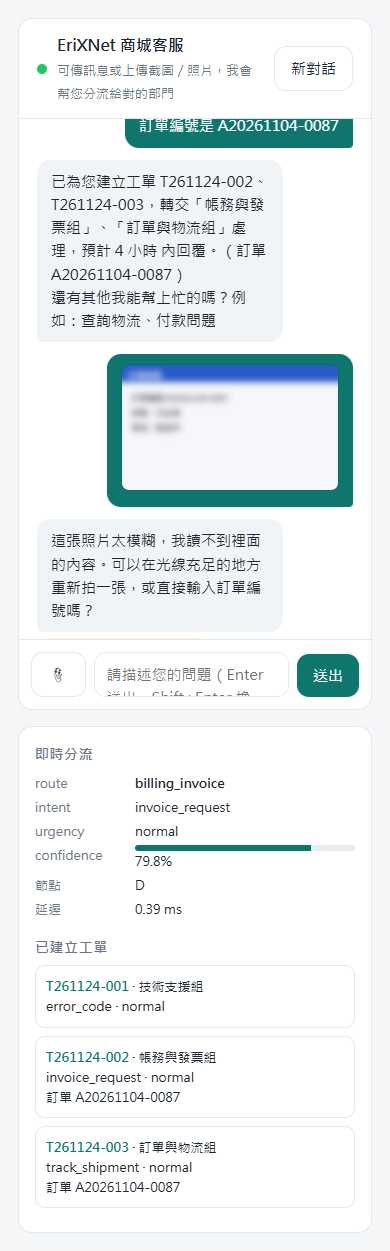 EriXNet 商城客服
可傳訊息或上傳截圖 / 照片，我會
幫您分流給對的部門
新對話
訂單編號是 A20261104-0087
已為您建立工單 T261124-002、
T261124-003，轉交「帳務與發
票組」、「訂單與物流組」處
理，預計 4 小時 內回覆。（訂單
A20261104-0087）
還有其他我能幫上忙的嗎？例
如：查詢物流、付款問題
這張照片太模糊，我讀不到裡面
的內容。可以在光線充足的地方
重新拍一張，或直接輸入訂單編
號嗎？
請描述您的問題（Enter
送出
即時分流
route billing_invoice
intent invoice_request
urgency normal
confidence 79.8%
節點 D
延遲 0.39 ms
已建立工單
T261124-001 · 技術支援組
error_code · normal
T261124-002 · 帳務與發票組
invoice_request · normal
訂單 A20261104-0087
T261124-003 · 訂單與物流組
track_shipment · normal
訂單 A20261104-0087